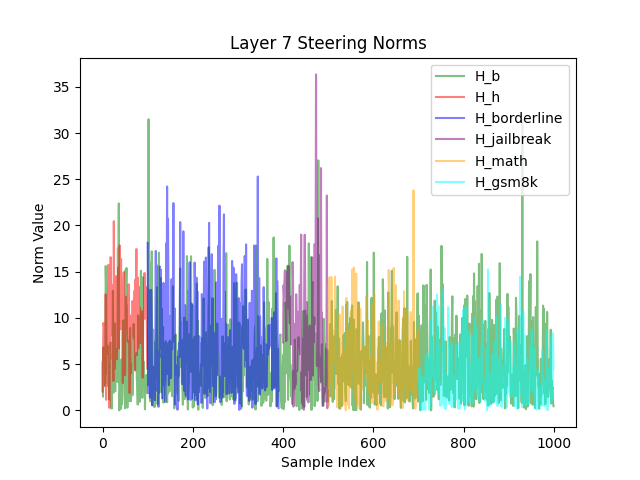 Layer 7 Steering Norms
Norm Value
35
30
25
20
15
10
5
0
H_b
H_h
H_borderline
H_jailbreak
H_math
H_gsm8k
0 200 400 600 800 1000
Sample Index